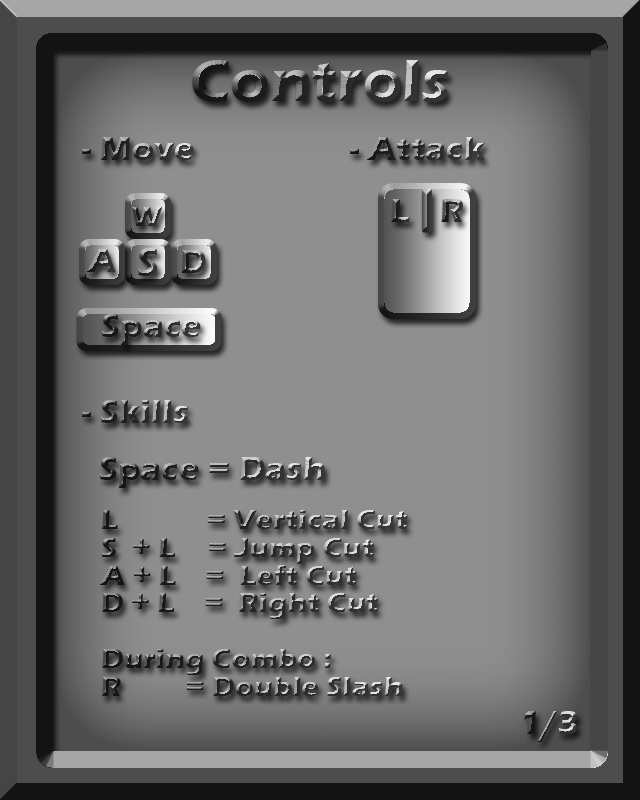 Controls
- Move
- Attack
W
L R
A S D
Space
- Skills
Space = Dash
L = Vertical Cut
S + L = Jump Cut
A + L = Left Cut
D + L = Right Cut
During Combo :
R = Double Slash
1/3